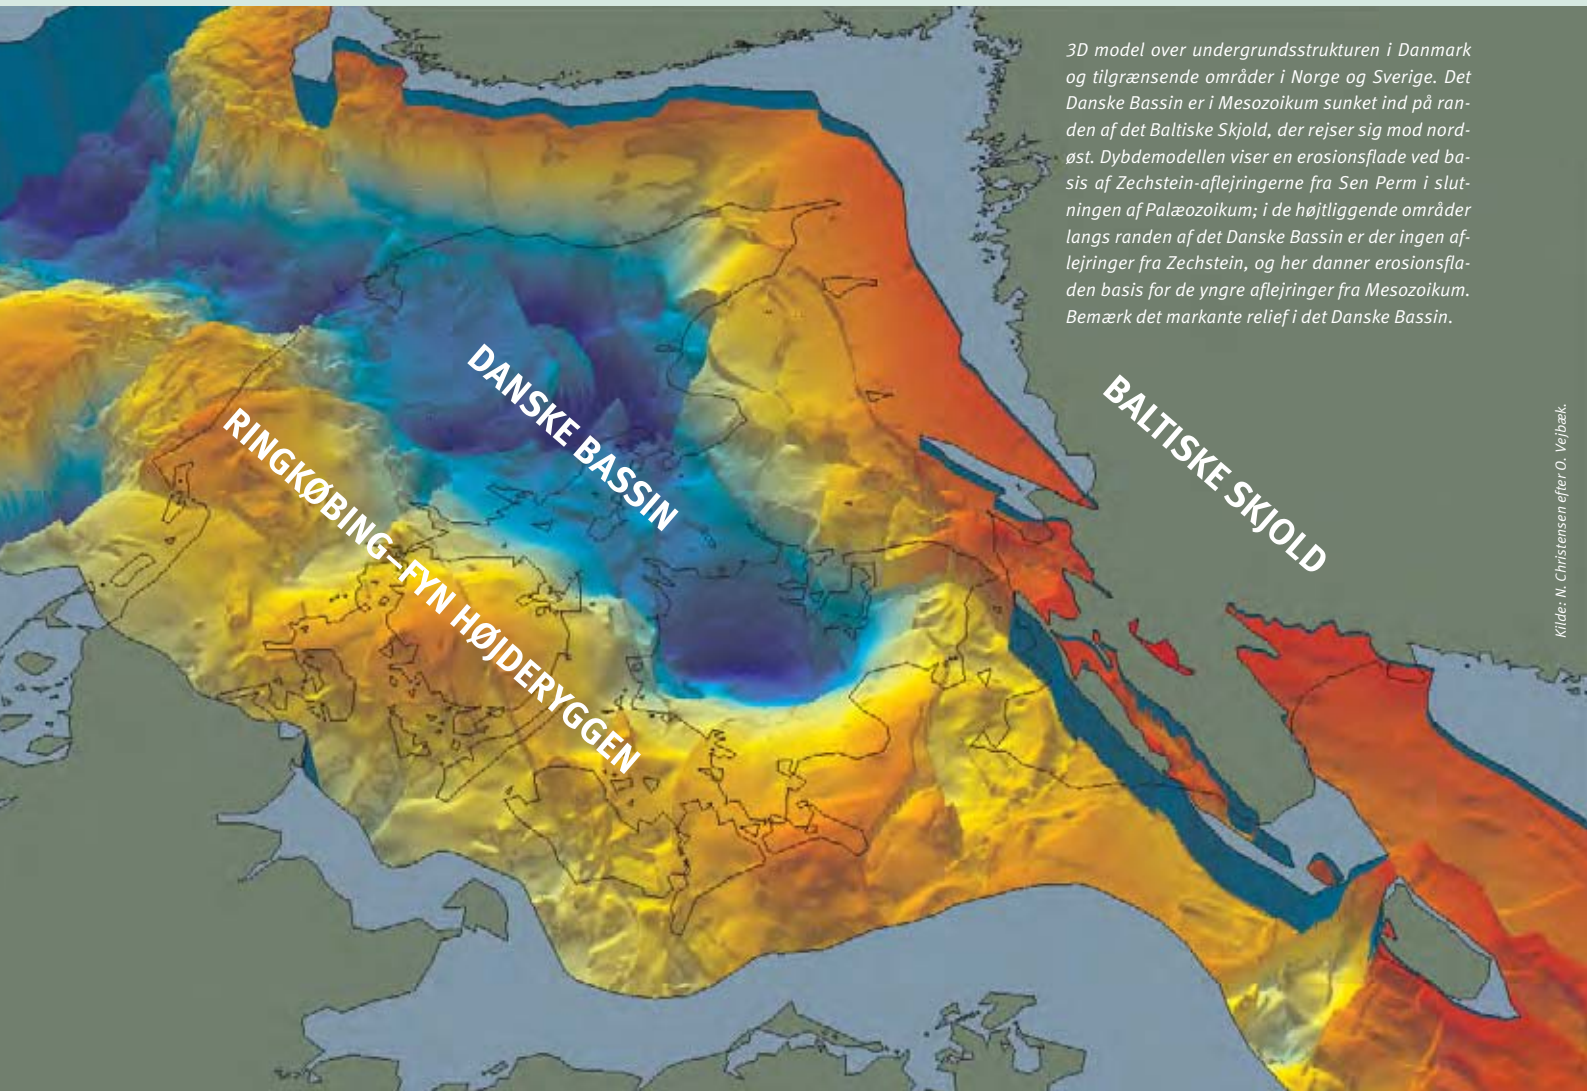 3D model over undergrundsstrukturen i Danmark
og tilgrænsende områder i Norge og Sverige. Det
Danske Bassin er i Mesozoikum sunket ind på ran-
den af det Baltiske Skjold, der rejser sig mod nord-
øst. Dybdemodellen viser en erosionsflade ved ba-
sis af Zechstein-aflejringerne fra Sen Perm i slut-
ningen af Palæozoikum; i de højtliggende områder
langs randen af det Danske Bassin er der ingen af-
lejringer fra Zechstein, og her danner erosionsfla-
den basis for de yngre aflejringer fra Mesozoikum.
Bemærk det markante relief i det Danske Bassin.
DANSKE BASSIN
RINGKØBING–FYN HØJDERYGGEN
BALTISKE SKJOLD
Kilde: N. Christensen efter O. Vejbæk.